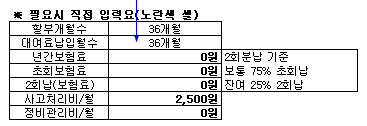 ※ 필요시 직접 입력요(노란색 셀)
할부개월수 36개월
대여료납입월수 36개월
년간보험료 0원 2회분납 기준
초회보험료 0원 보통 75% 초회납
2회납(보험료) 0원 잔여 25% 2회납
사고처리비/월 2,500원
정비관리비/월 0원